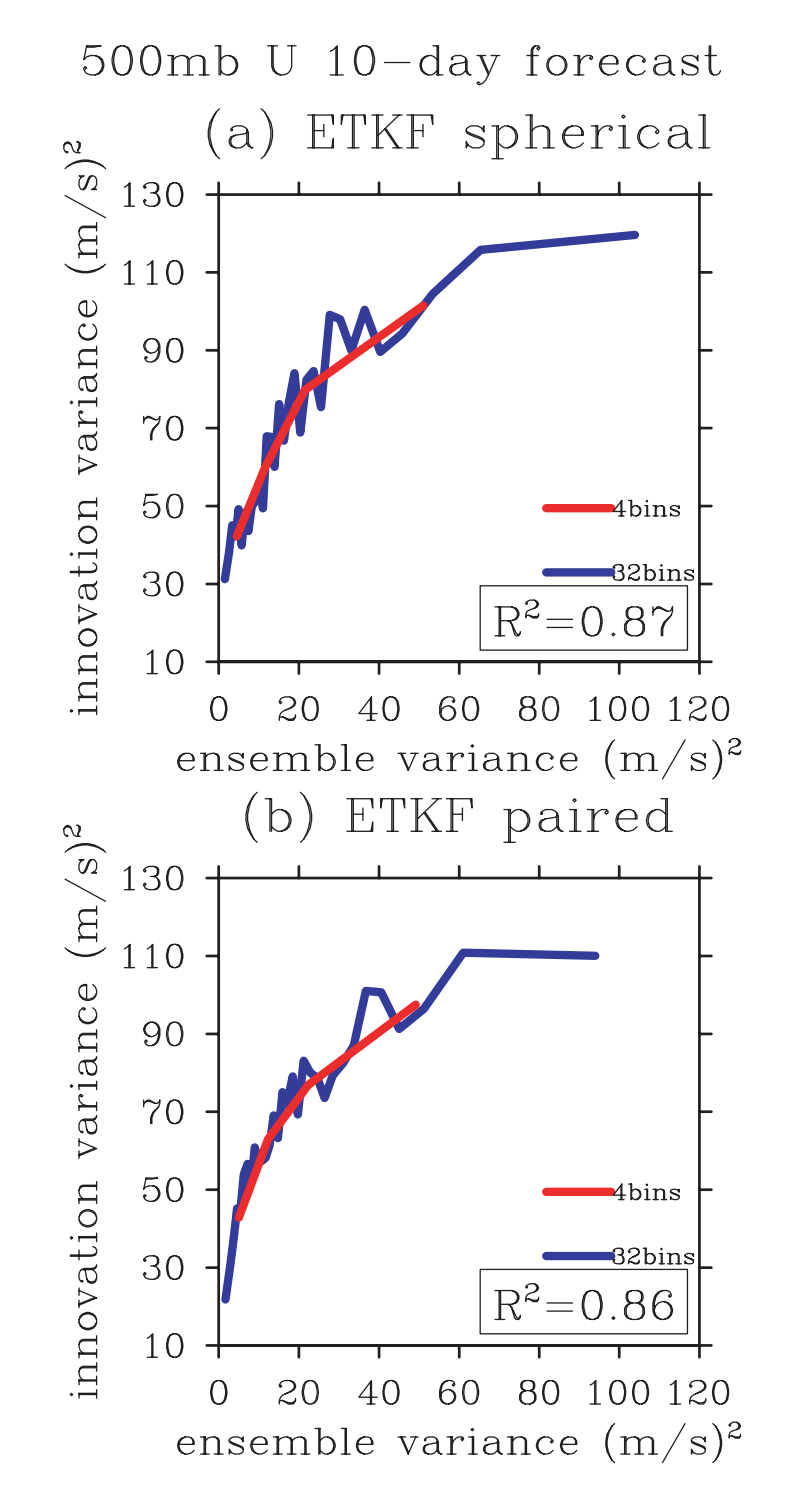 500mb U 10-day forecast
(a) ETKF spherical
innovation variance (m/s)²
130
110
90
70
50
30
10
4bins
32bins
R²=0.87
0 20 40 60 80 100 120
ensemble variance (m/s)²
(b) ETKF paired
innovation variance (m/s)²
130
110
90
70
50
30
10
4bins
32bins
R²=0.86
0 20 40 60 80 100 120
ensemble variance (m/s)²